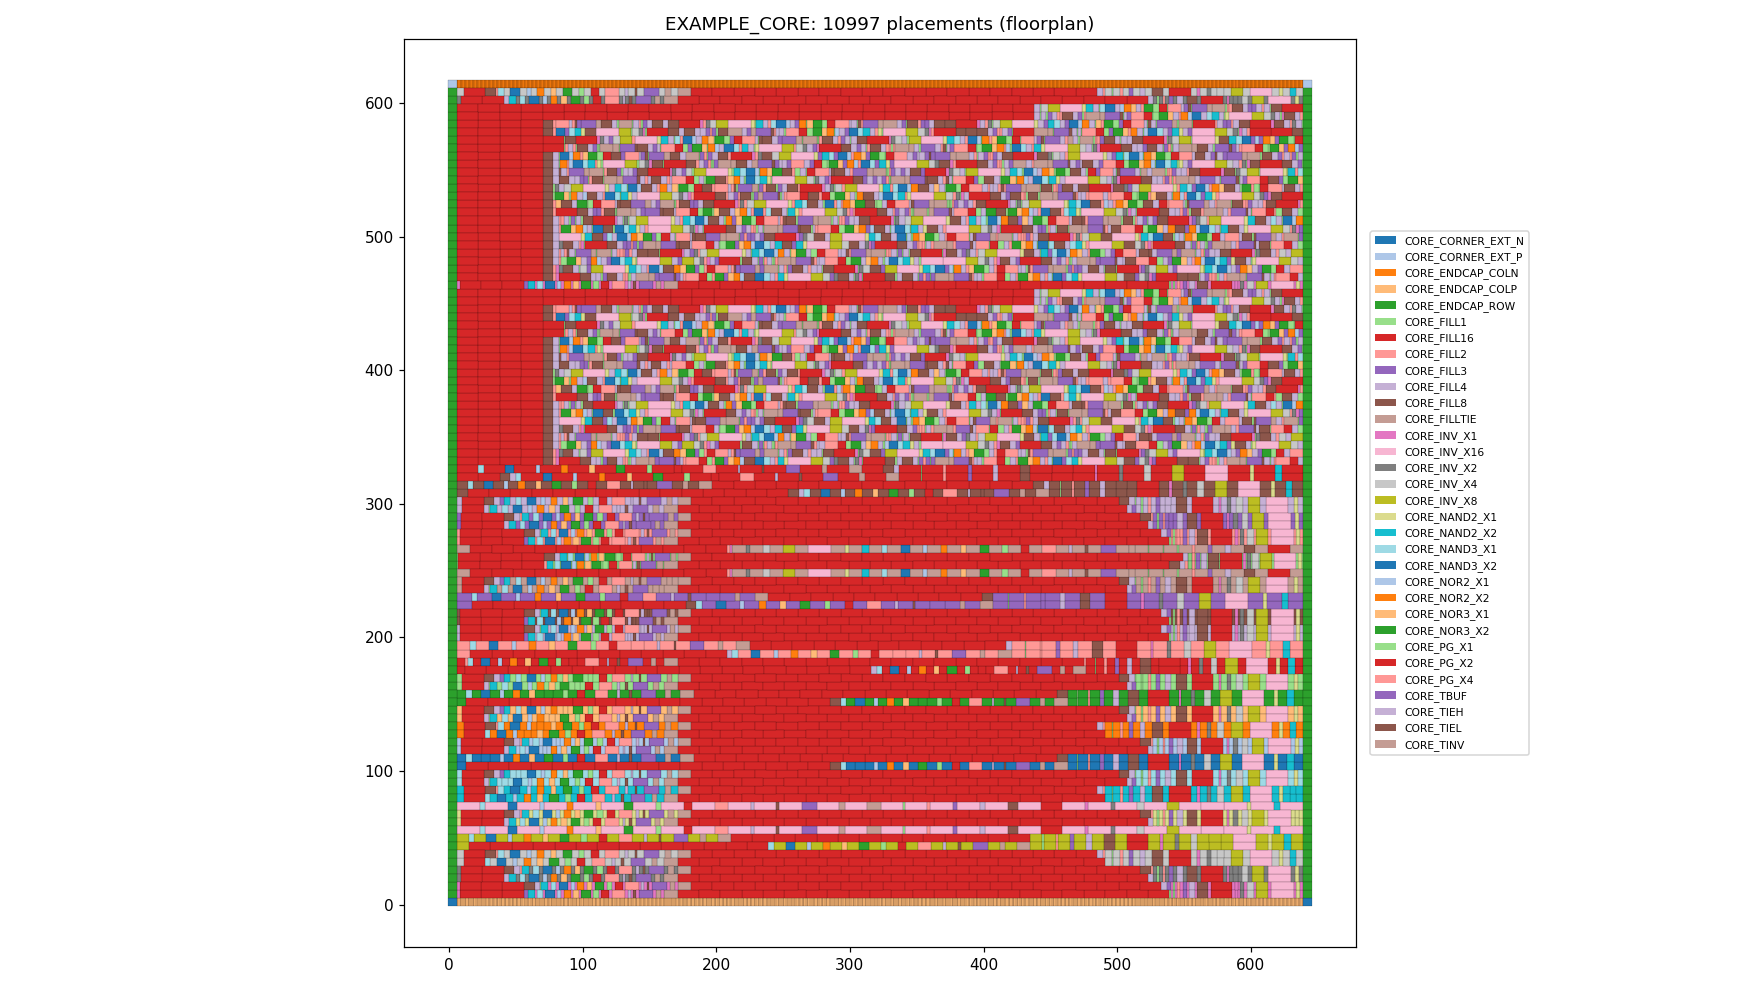 EXAMPLE_CORE: 10997 placements (floorplan)
600
500
400
300
200
100
0
0 100 200 300 400 500 600
CORE_CORNER_EXT_N
CORE_CORNER_EXT_P
CORE_ENDCAP_COLN
CORE_ENDCAP_COLP
CORE_ENDCAP_ROW
CORE_FILL1
CORE_FILL16
CORE_FILL2
CORE_FILL3
CORE_FILL4
CORE_FILL8
CORE_FILLTIE
CORE_INV_X1
CORE_INV_X16
CORE_INV_X2
CORE_INV_X4
CORE_INV_X8
CORE_NAND2_X1
CORE_NAND2_X2
CORE_NAND3_X1
CORE_NAND3_X2
CORE_NOR2_X1
CORE_NOR2_X2
CORE_NOR3_X1
CORE_NOR3_X2
CORE_PG_X1
CORE_PG_X2
CORE_PG_X4
CORE_TBUF
CORE_TIEH
CORE_TIEL
CORE_TINV